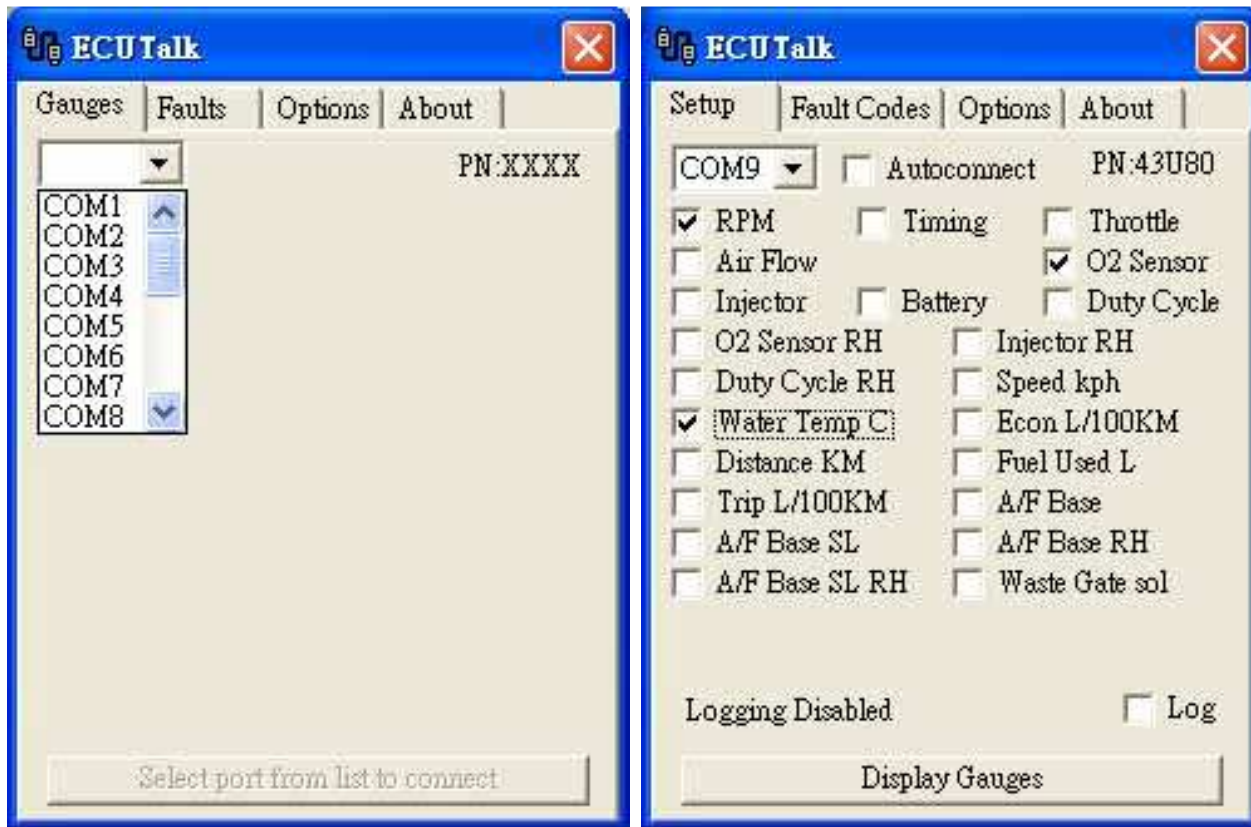 ECUTalk
Gauges Faults Options About
PN:XXXX
COM1
COM2
COM3
COM4
COM5
COM6
COM7
COM8
Select port from list to connect
ECUTalk
Setup Fault Codes Options About
COM9 Autoconnect PN:43U80
RPM Timing Throttle
Air Flow O2 Sensor
Injector Battery Duty Cycle
O2 Sensor RH Injector RH
Duty Cycle RH Speed kph
Water Temp C Econ L/100KM
Distance KM Fuel Used L
Trip L/100KM A/F Base
A/F Base SL A/F Base RH
A/F Base SL RH Waste Gate sol
Logging Disabled Log
Display Gauges